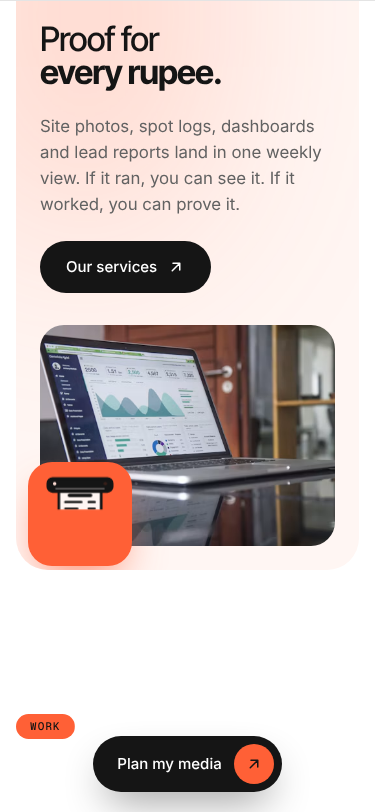 Proof for
every rupee.
Site photos, spot logs, dashboards
and lead reports land in one weekly
view. If it ran, you can see it. If it
worked, you can prove it.
Our services
WORK
Plan my media